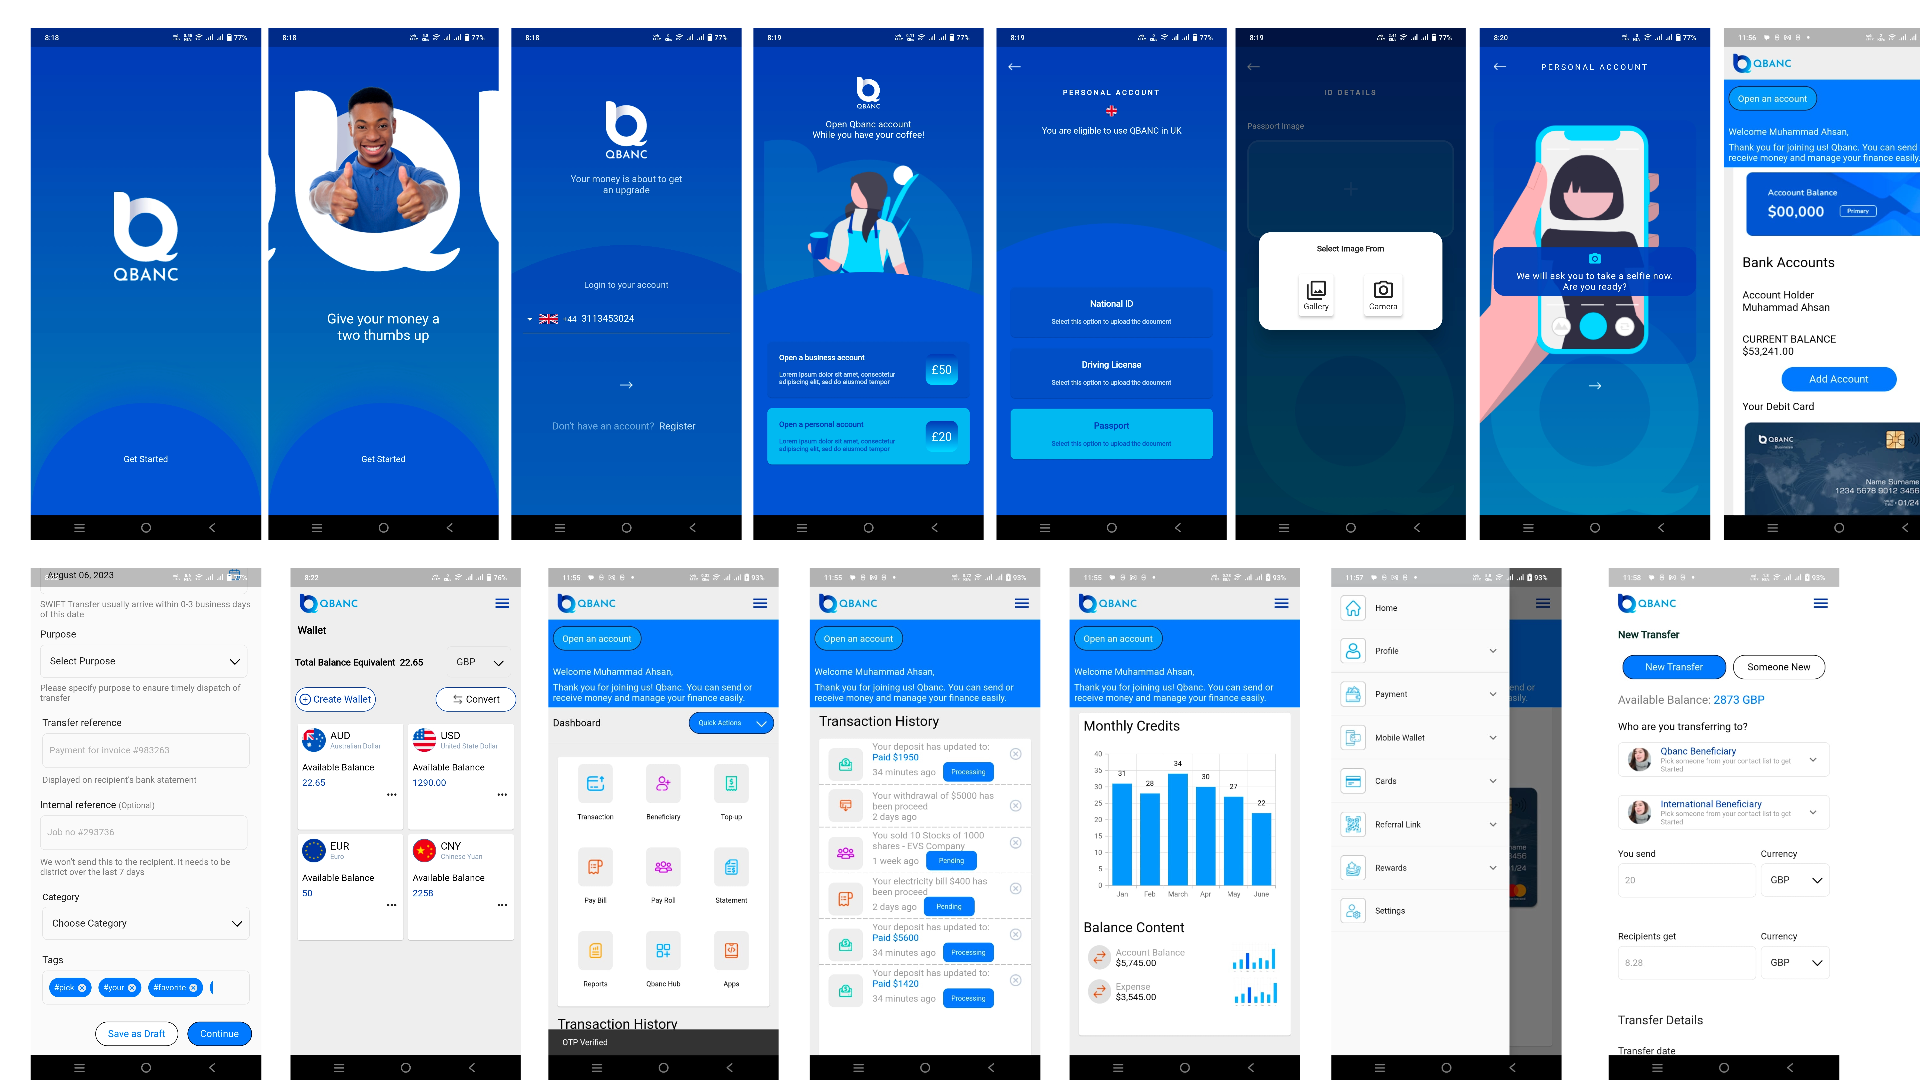 8:18
77%
QBANC
Get Started
8:18
77%
Give your money a
two thumbs up
Get Started
8:18
77%
QBANC
Your money is about to get
an upgrade
Login to your account
+44 3113453024
Don't have an account? Register
8:19
77%
QBANC
Open Qbanc account
While you have your coffee!
Open a business account
Lorem ipsum dolor sit amet, consectetur
adipiscing elit, sed do eiusmod tempor
£50
Open a personal account
Lorem ipsum dolor sit amet, consectetur
adipiscing elit, sed do eiusmod tempor
£20
8:19
77%
PERSONAL ACCOUNT
You are eligible to use QBANC in UK
National ID
Select this option to upload the document
Driving License
Select this option to upload the document
Passport
Select this option to upload the document
8:19
77%
ID DETAILS
Passport Image
Select Image From
Gallery
Camera
8:20
77%
PERSONAL ACCOUNT
We will ask you to take a selfie now.
Are you ready?
11:56
QBANC
Open an account
Welcome Muhammad Ahsan,
Thank you for joining us! Qbanc. You can send
receive money and manage your finance easily.
Accoount Balance
$00,000
Primary
Bank Accounts
Account Holder
Muhammad Ahsan
CURRENT BALANCE
$53,241.00
Add Account
Your Debit Card
QBANC
Business
Name Surname
1234 5678 9012 3456
01/24
August 06, 2023
SWIFT Transfer usually arrive within 0-3 business days
of this date
Purpose
Select Purpose
Please specify purpose to ensure timely dispatch of
transfer
Transfer reference
Payment for invoice #983263
Displayed on recipient's bank statement
Internal reference (Optional)
Job no #293736
We won't send this to the recipient. It needs to be
district over the last 7 days
Category
Choose Category
Tags
#pick
#your
#favorite
Save as Draft
Continue
8:22
76%
QBANC
Wallet
Total Balance Equivalent 22.65
GBP
Create Wallet
Convert
AUD
Australian Dollar
Available Balance
22.65
USD
United State Dollar
Available Balance
1290.00
EUR
Euro
Available Balance
50
CNY
Chinese Yuan
Available Balance
2258
11:55
93%
QBANC
Open an account
Welcome Muhammad Ahsan,
Thank you for joining us! Qbanc. You can send or
receive money and manage your finance easily.
Dashboard
Quick Actions
Transaction
Beneficiary
Top-up
Pay Bill
Pay Roll
Statement
Reports
Qbanc Hub
Apps
Transaction History
OTP Verified
11:55
93%
QBANC
Open an account
Welcome Muhammad Ahsan,
Thank you for joining us! Qbanc. You can send or
receive money and manage your finance easily.
Transaction History
Your deposit has updated to:
Paid $1950
34 minutes ago
Processing
Your withdrawal of $5000 has
been proceed
2 days ago
You sold 10 Stocks of 1000
shares - EVS Company
1 week ago
Pending
Your electricity bill $400 has
been proceed
2 days ago
Pending
Your deposit has updated to:
Paid $5600
34 minutes ago
Processing
Your deposit has updated to:
Paid $1420
34 minutes ago
Processing
11:55
93%
QBANC
Open an account
Welcome Muhammad Ahsan,
Thank you for joining us! Qbanc. You can send or
receive money and manage your finance easily.
Monthly Credits
40
35
30
25
20
15
10
5
0
31
28
34
30
27
22
Jan
Feb
March
Apr
May
June
Balance Content
Account Balance
$5,745.00
Expense
$3,545.00
11:57
93%
Home
Profile
Payment
Mobile Wallet
Cards
Referral Link
Rewards
Settings
nd or
ame
3456
1/24
11:58
93%
QBANC
New Transfer
New Transfer
Someone New
Available Balance: 2873 GBP
Who are you transferring to?
Qbanc Beneficiary
Pick someone from your contact list to get
Started
International Beneficiary
Pick someone from your contact list to get
Started
You send
Currency
20
GBP
Recipients get
Currency
8.28
GBP
Transfer Details
Transfer date